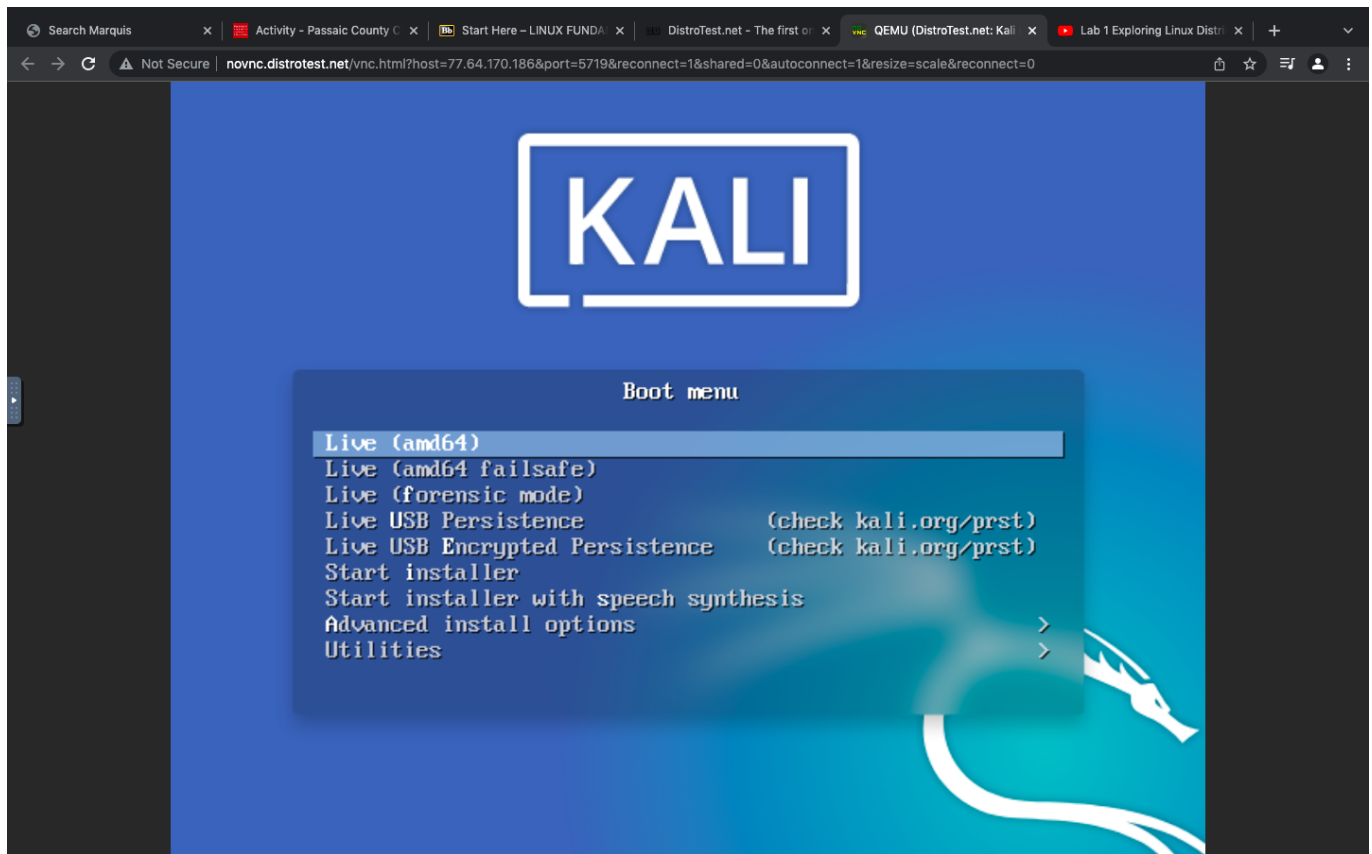 Search Marquis
Activity - Passaic County C
Bb Start Here – LINUX FUNDA
DistroTest.net - The first on
VNC QEMU (DistroTest.net: Kali
Lab 1 Exploring Linux Distri
Not Secure | novnc.distrotest.net/vnc.html?host=77.64.170.186&port=5719&reconnect=1&shared=0&autoconnect=1&resize=scale&reconnect=0
KALI
Boot menu
Live (amd64)
Live (amd64 failsafe)
Live (forensic mode)
Live USB Persistence (check kali.org/prst)
Live USB Encrypted Persistence (check kali.org/prst)
Start installer
Start installer with speech synthesis
Advanced install options >
Utilities >